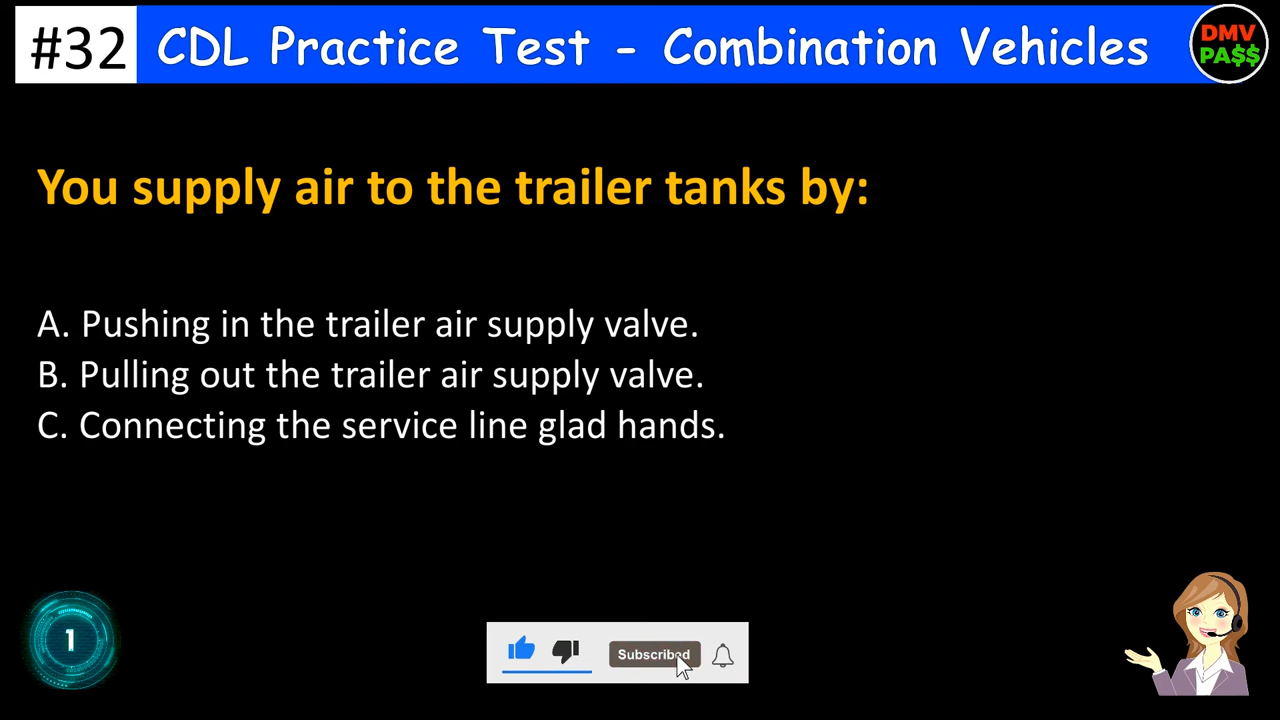 #32 CDL Practice Test - Combination Vehicles
DMV
PA$$
You supply air to the trailer tanks by:
A. Pushing in the trailer air supply valve.
B. Pulling out the trailer air supply valve.
C. Connecting the service line glad hands.
1
Subscribed